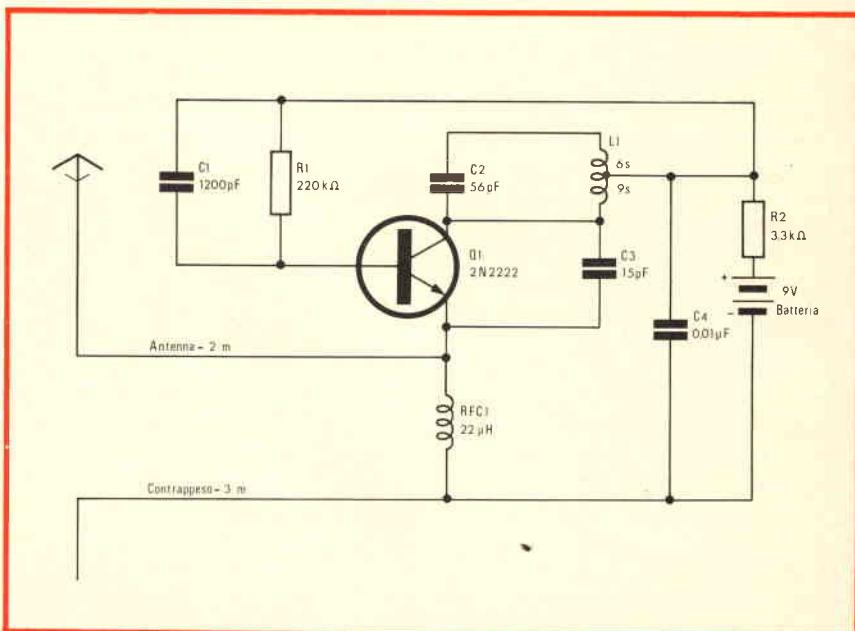 L1
6s
9s
C1
1200pF
R1
220kΩ
C2
56pF
R2
3.3kΩ
Q1
2N2222
C3
15pF
+
9V
Batteria
-
C4
0,01µF
Antenna - 2 m
RFC1
22µH
Contrappeso - 3 m